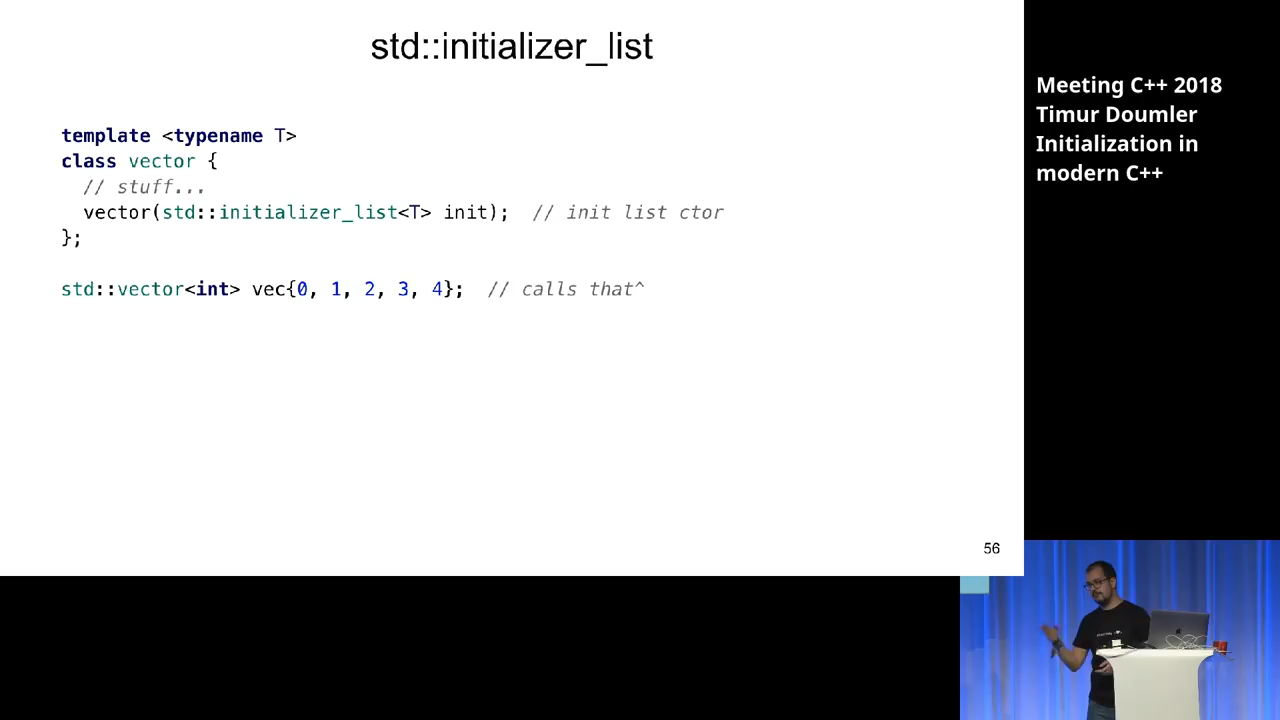 std::initializer_list
template <typename T>
class vector {
// stuff...
vector(std::initializer_list<T> init);  // init list ctor
};
std::vector<int> vec{0, 1, 2, 3, 4};  // calls that^
56
Meeting C++ 2018
Timur Doumler
Initialization in
modern C++